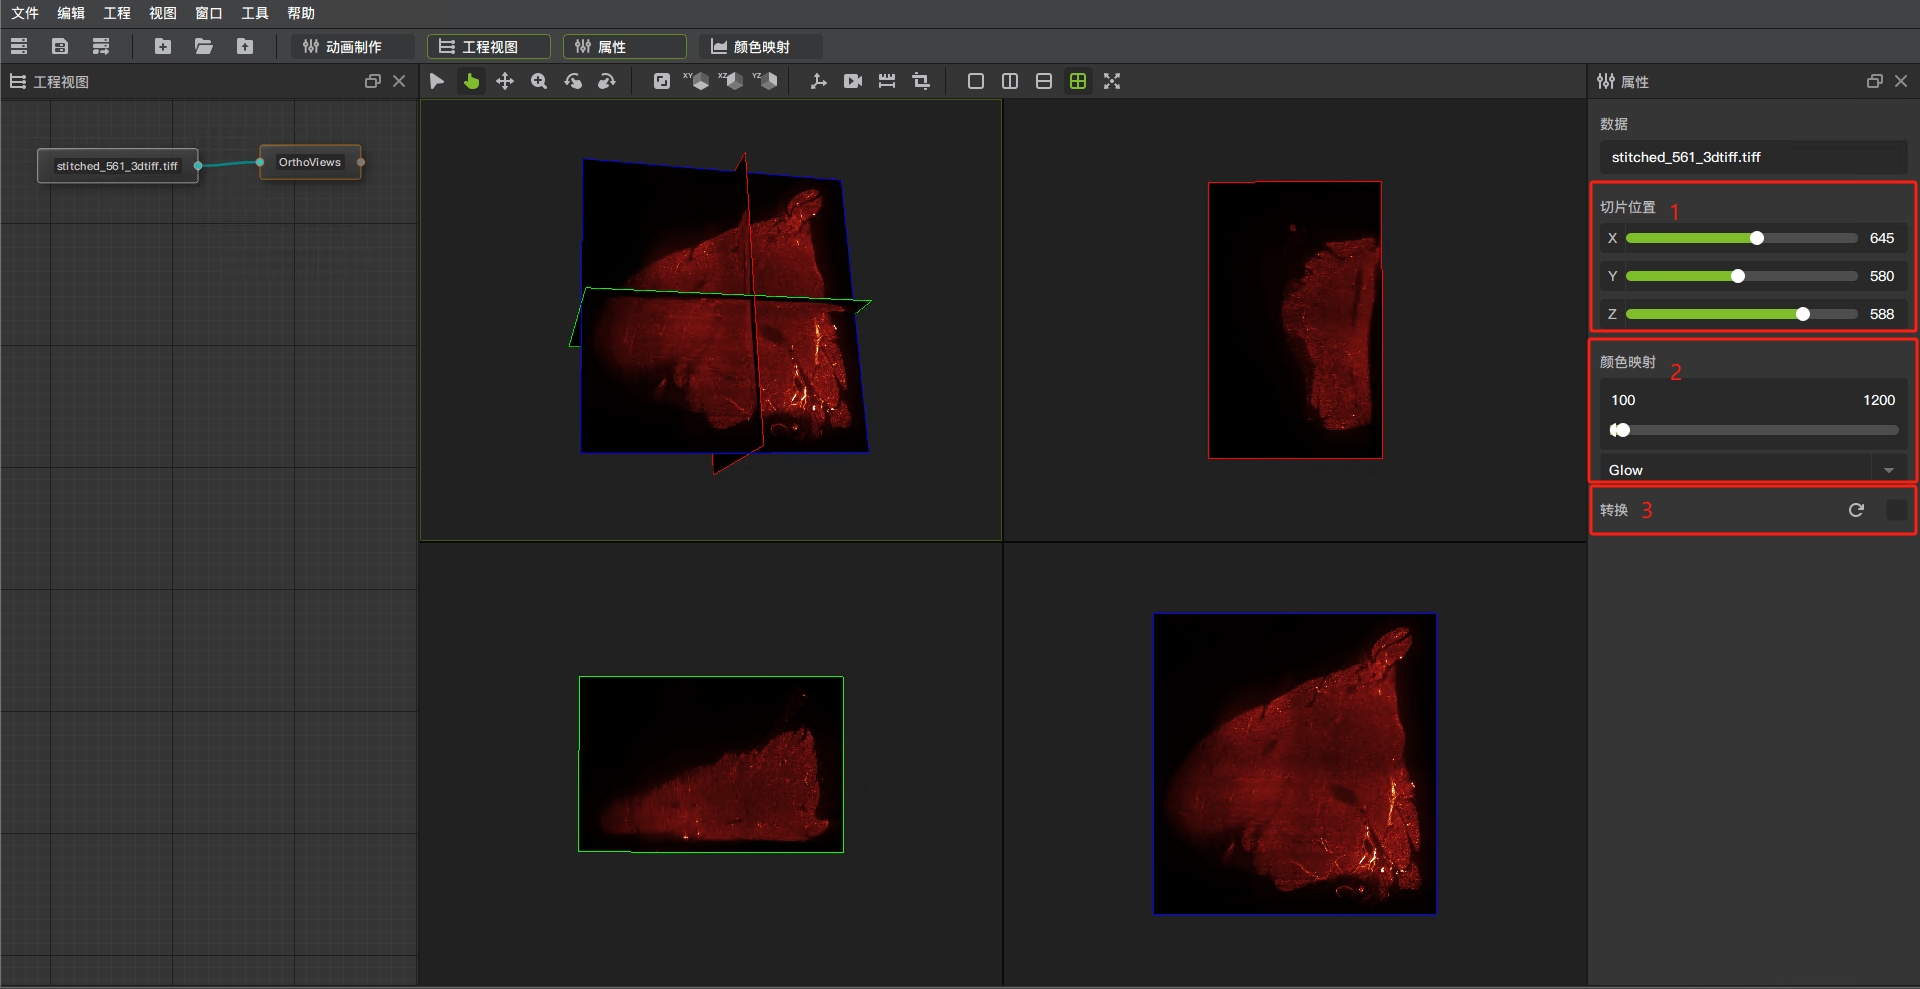 文件 编辑 工程 视图 窗口 工具 帮助
动画制作 工程视图 属性 颜色映射
工程视图
XY XZ YZ
属性
stitched_561_3dtiff.tiff OrthoViews
数据
stitched_561_3dtiff.tiff
切片位置 1
X 645
Y 580
Z 588
颜色映射 2
100 1200
Glow
转换 3